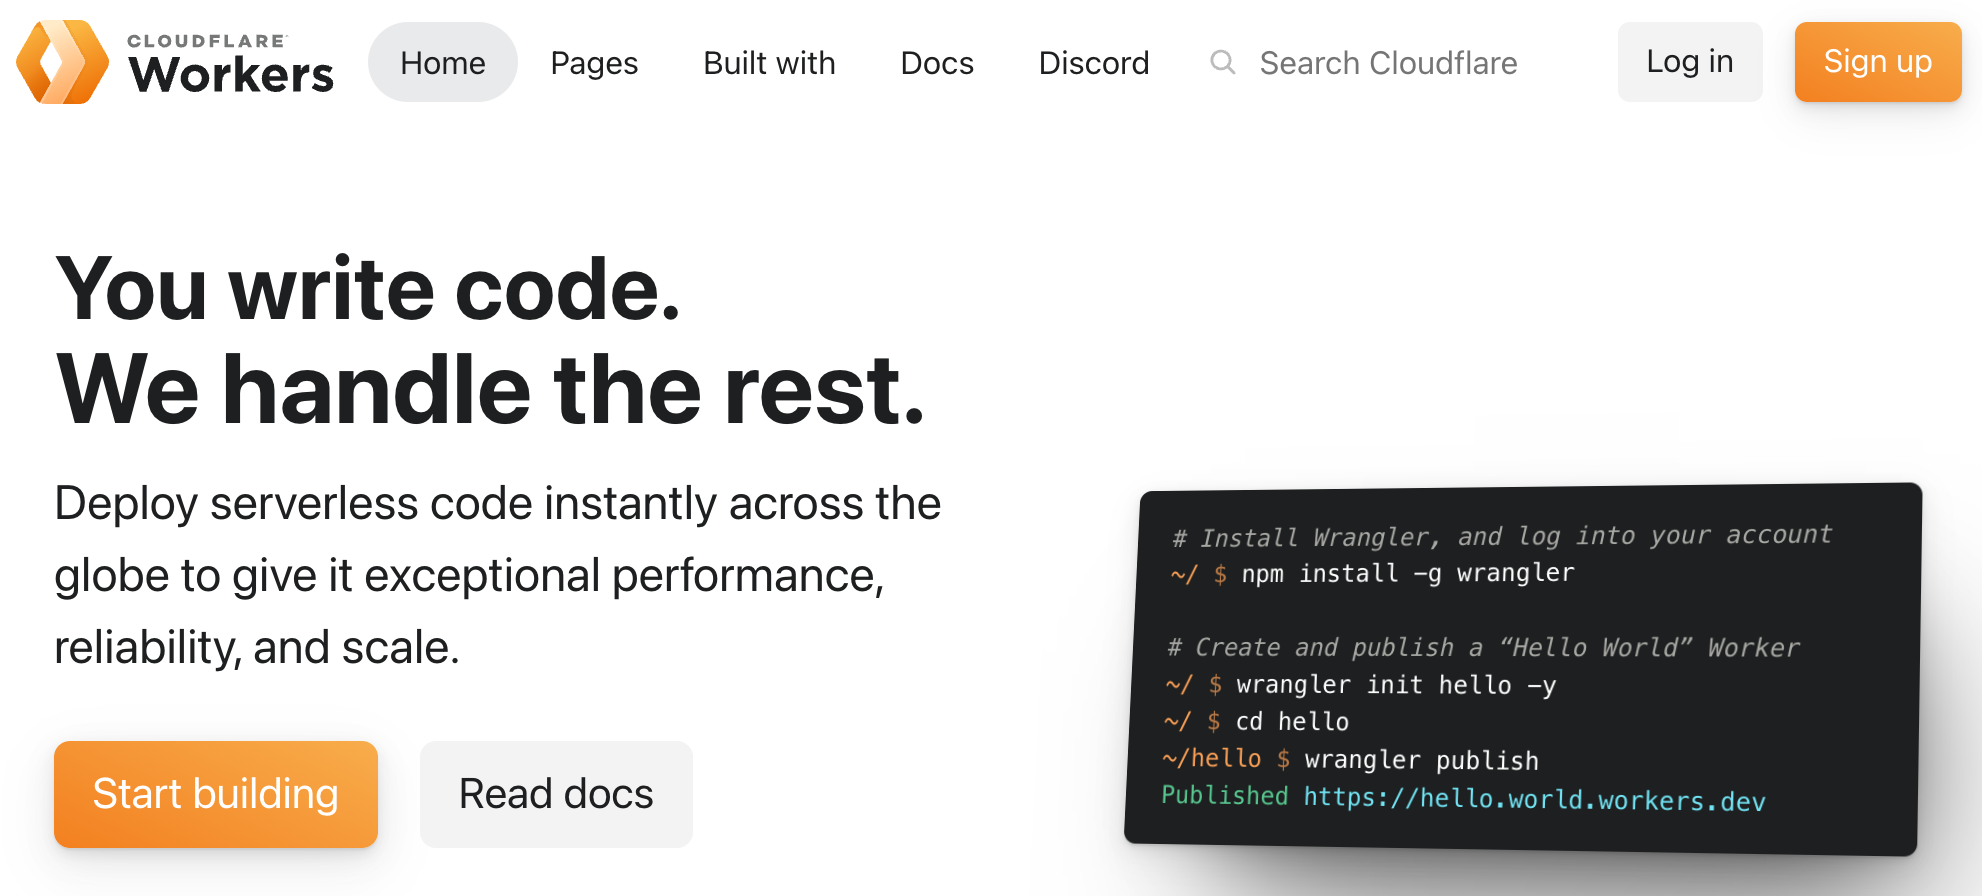 CLOUDFLARE
Workers
Home
Pages
Built with
Docs
Discord
Search Cloudflare
Log in
Sign up
You write code.
We handle the rest.
Deploy serverless code instantly across the
globe to give it exceptional performance,
reliability, and scale.
Start building
Read docs
# Install Wrangler, and log into your account
~/ $ npm install -g wrangler
# Create and publish a “Hello World” Worker
~/ $ wrangler init hello -y
~/ $ cd hello
~/hello $ wrangler publish
Published https://hello.world.workers.dev